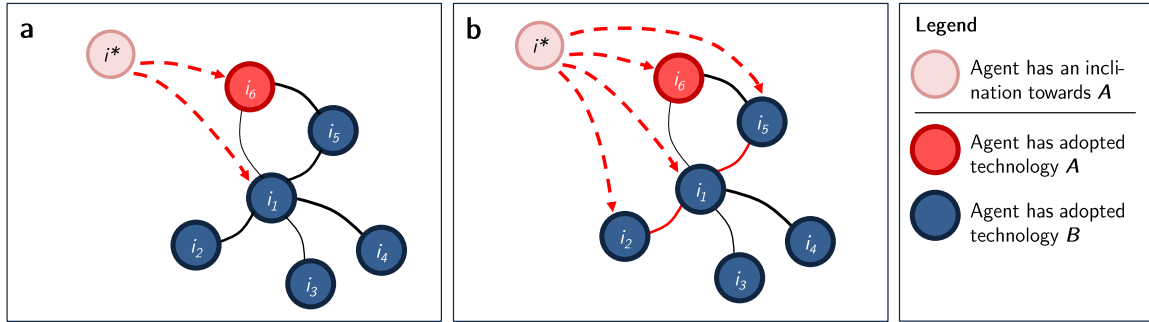 a
i*
i6
i5
i1
i2
i4
i3
b
i*
i6
i5
i1
i2
i4
i3
Legend
Agent has an incli-
nation towards A
Agent has adopted
technology A
Agent has adopted
technology B